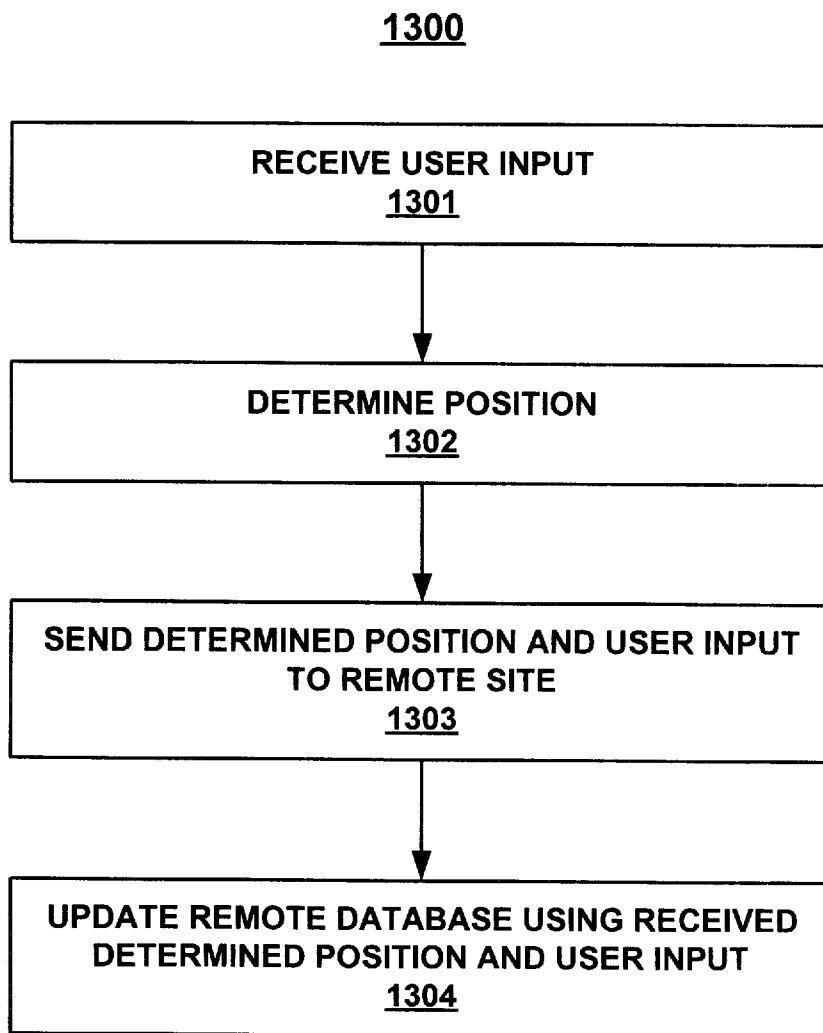 1300
RECEIVE USER INPUT
1301
DETERMINE POSITION
1302
SEND DETERMINED POSITION AND USER INPUT
TO REMOTE SITE
1303
UPDATE REMOTE DATABASE USING RECEIVED
DETERMINED POSITION AND USER INPUT
1304